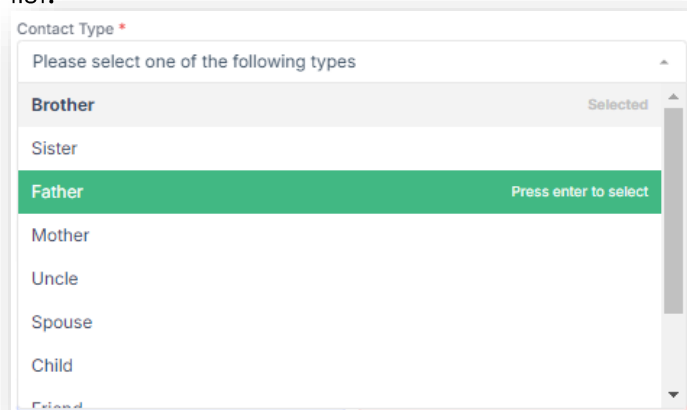 Contact Type *
Please select one of the following types
Brother Selected
Sister
Father Press enter to select
Mother
Uncle
Spouse
Child
Friend